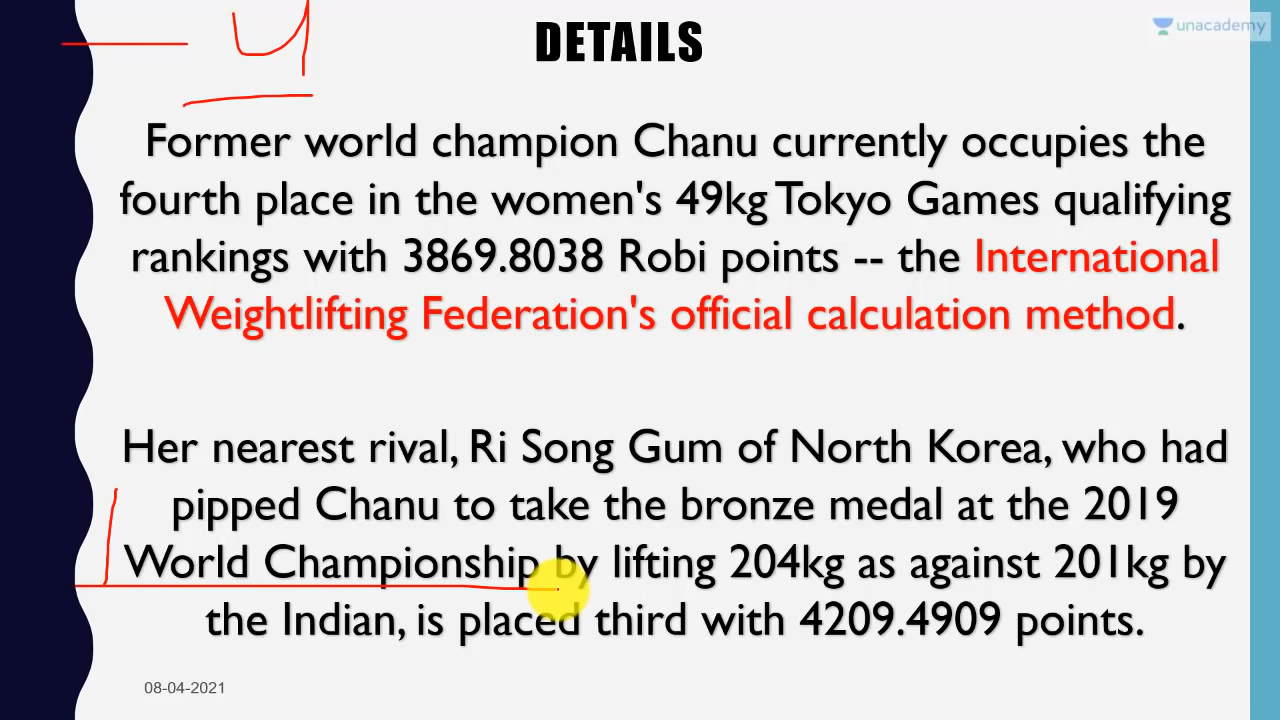 DETAILS
unacademy
Former world champion Chanu currently occupies the
fourth place in the women's 49kg Tokyo Games qualifying
rankings with 3869.8038 Robi points -- the International
Weightlifting Federation's official calculation method.
Her nearest rival, Ri Song Gum of North Korea, who had
pipped Chanu to take the bronze medal at the 2019
World Championship by lifting 204kg as against 201kg by
the Indian, is placed third with 4209.4909 points.
08-04-2021